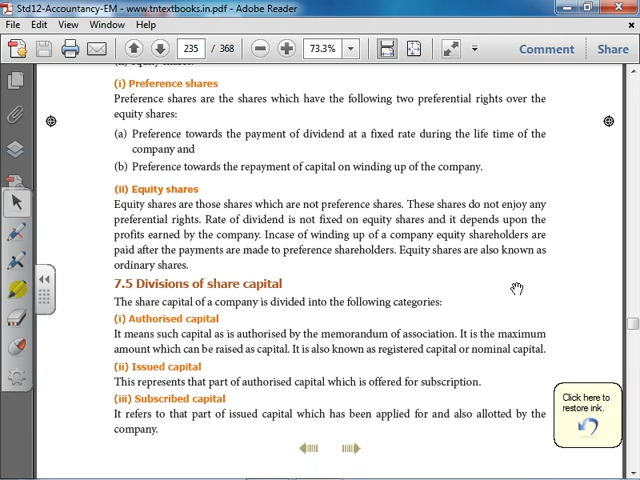 Std12-Accountancy-EM - www.tntextbooks.in.pdf - Adobe Reader
File Edit View Window Help
235 / 368 73.3% Comment Share
(i) Preference shares
Preference shares are the shares which have the following two preferential rights over the
equity shares:
(a) Preference towards the payment of dividend at a fixed rate during the life time of the
company and
(b) Preference towards the repayment of capital on winding up of the company.
(ii) Equity shares
Equity shares are those shares which are not preference shares. These shares do not enjoy any
preferential rights. Rate of dividend is not fixed on equity shares and it depends upon the
profits earned by the company. Incase of winding up of a company equity shareholders are
paid after the payments are made to preference shareholders. Equity shares are also known as
ordinary shares.
7.5 Divisions of share capital
The share capital of a company is divided into the following categories:
(i) Authorised capital
It means such capital as is authorised by the memorandum of association. It is the maximum
amount which can be raised as capital. It is also known as registered capital or nominal capital.
(ii) Issued capital
This represents that part of authorised capital which is offered for subscription.
(iii) Subscribed capital
It refers to that part of issued capital which has been applied for and also allotted by the
company.
Click here to
restore ink.